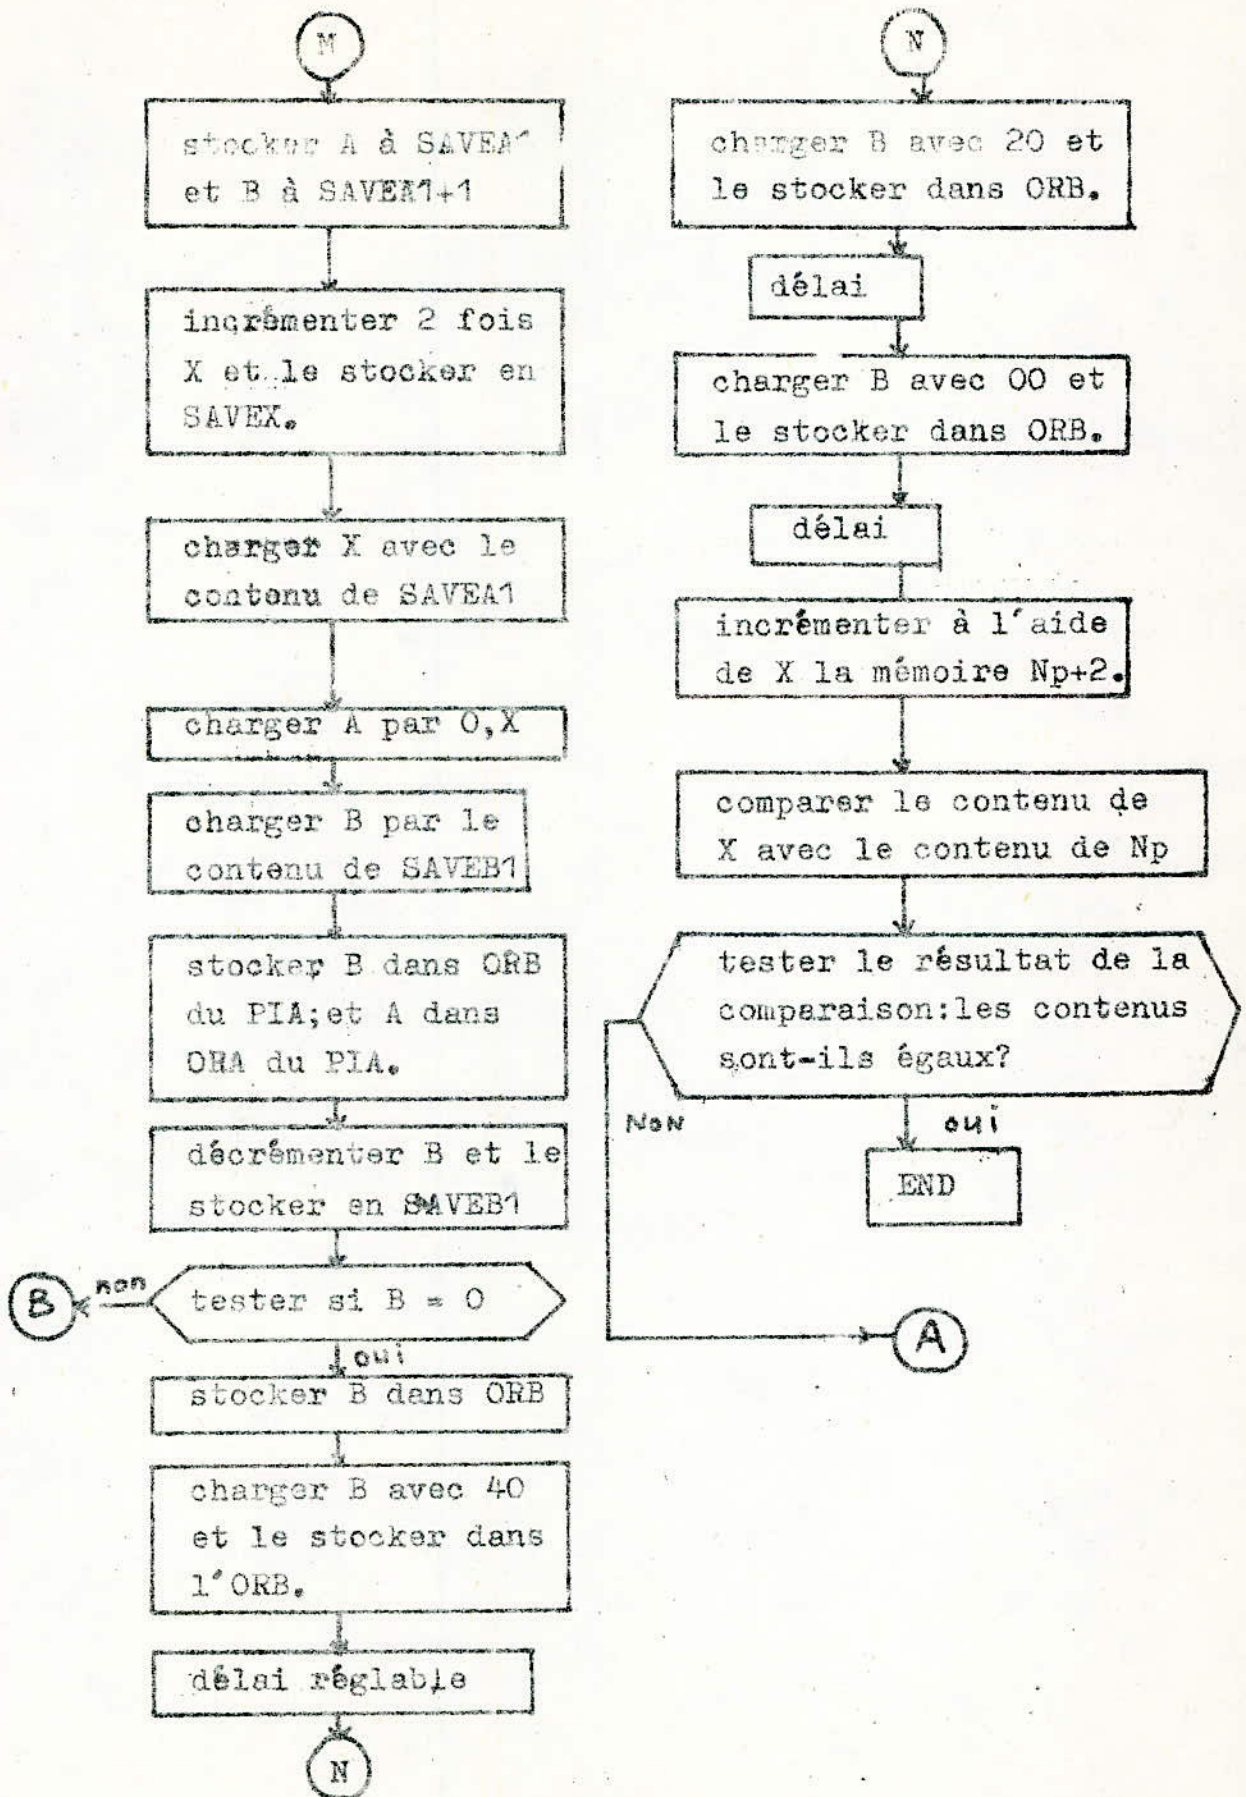 M
stocker A à SAVEA1
et B à SAVEA1+1
incrémenter 2 fois
X et le stocker en
SAVEX.
charger X avec le
contenu de SAVEA1
charger A par 0,X
charger B par le
contenu de SAVEB1
stocker B dans ORB
du PIA;et A dans
ORA du PIA.
décrémenter B et le
stocker en SAVEB1
non
B
tester si B = 0
oui
stocker B dans ORB
charger B avec 40
et le stocker dans
l'ORB.
délai réglable
N
N
charger B avec 20 et
le stocker dans ORB.
délai
charger B avec 00 et
le stocker dans ORB.
délai
incrémenter à l'aide
de X la mémoire Np+2.
comparer le contenu de
X avec le contenu de Np
tester le résultat de la
comparaison:les contenus
sont-ils égaux?
NON
oui
END
A